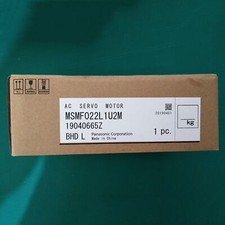 AC SERVO MOTOR
MSMF022L1U2M
19040665Z
BHD L
Panasonic Corporation
Made in China
kg
1 pc.